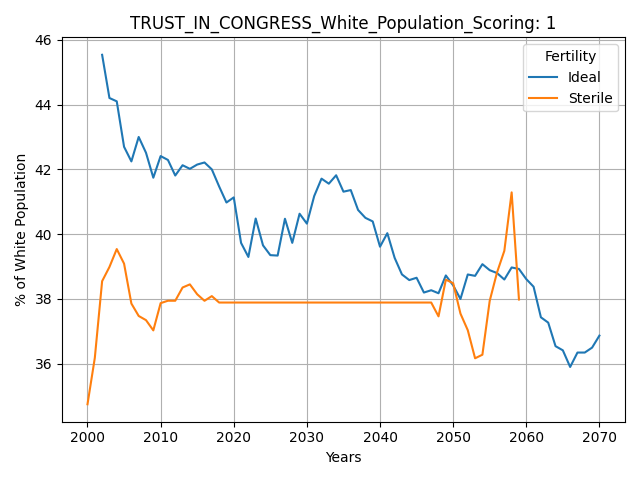 TRUST_IN_CONGRESS_White_Population_Scoring: 1
46
44
42
40
38
36
% of White Population
Fertility
Ideal
Sterile
2000 2010 2020 2030 2040 2050 2060 2070
Years